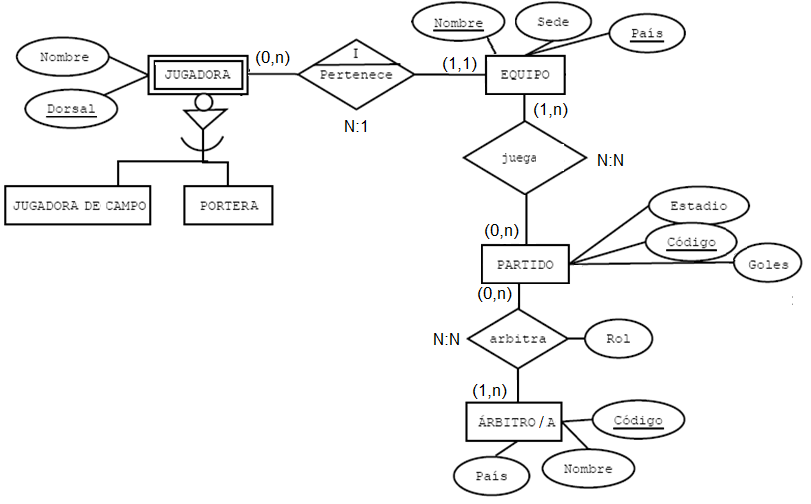 Nombre
Sede
País
Nombre
(0,n)
I
Pertenece
(1,1)
JUGADORA
EQUIPO
Dorsal
(1,n)
N:1
juega
N:N
JUGADORA DE CAMPO
PORTERA
Estadio
(0,n)
Código
PARTIDO
Goles
(0,n)
N:N
arbitra
Rol
(1,n)
ÁRBITRO/A
Código
País
Nombre